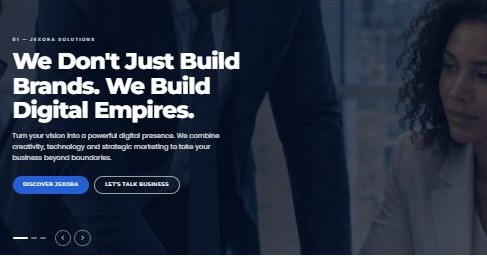 01 — JEXORA SOLUTIONS
We Don't Just Build
Brands. We Build
Digital Empires.
Turn your vision into a powerful digital presence. We combine
creativity, technology and strategic marketing to take your
business beyond boundaries.
DISCOVER JEXORA
LET'S TALK BUSINESS